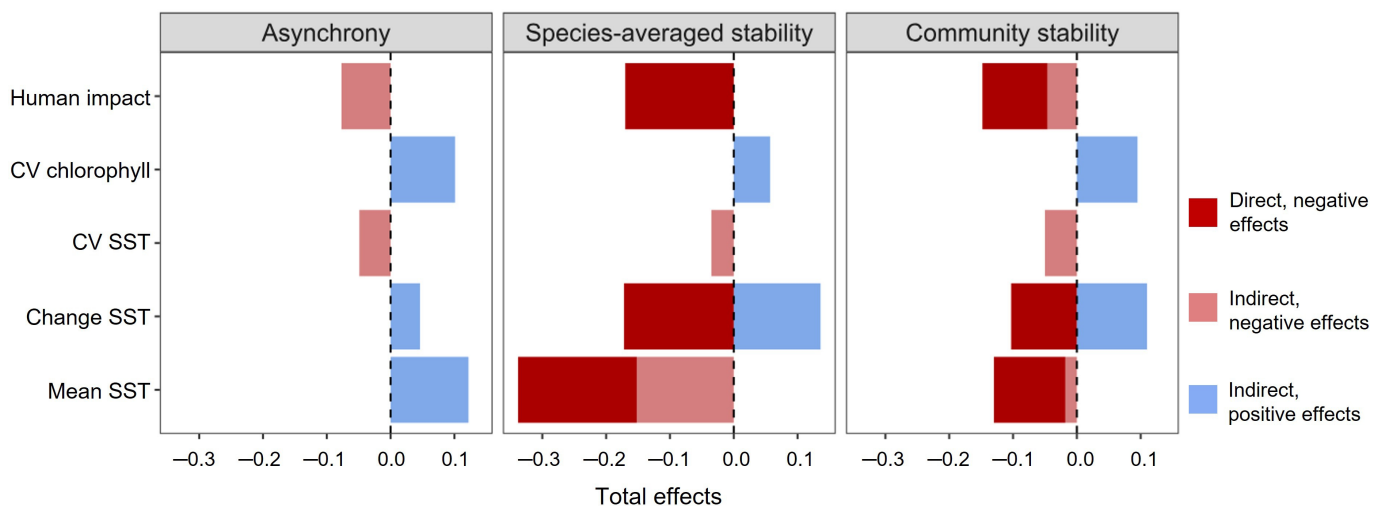 Asynchrony
Species-averaged stability
Community stability
Human impact
CV chlorophyll
CV SST
Change SST
Mean SST
−0.3 −0.2 −0.1 0.0 0.1
−0.3 −0.2 −0.1 0.0 0.1
−0.3 −0.2 −0.1 0.0 0.1
Total effects
Direct, negative
effects
Indirect,
negative effects
Indirect,
positive effects